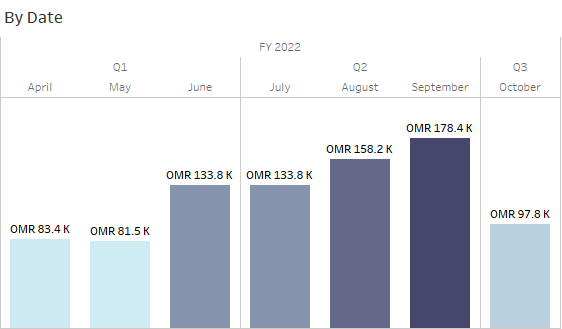 By Date
FY 2022
Q1 Q2 Q3
April May June July August September October
OMR 83.4 K OMR 81.5 K OMR 133.8 K OMR 133.8 K OMR 158.2 K OMR 178.4 K OMR 97.8 K